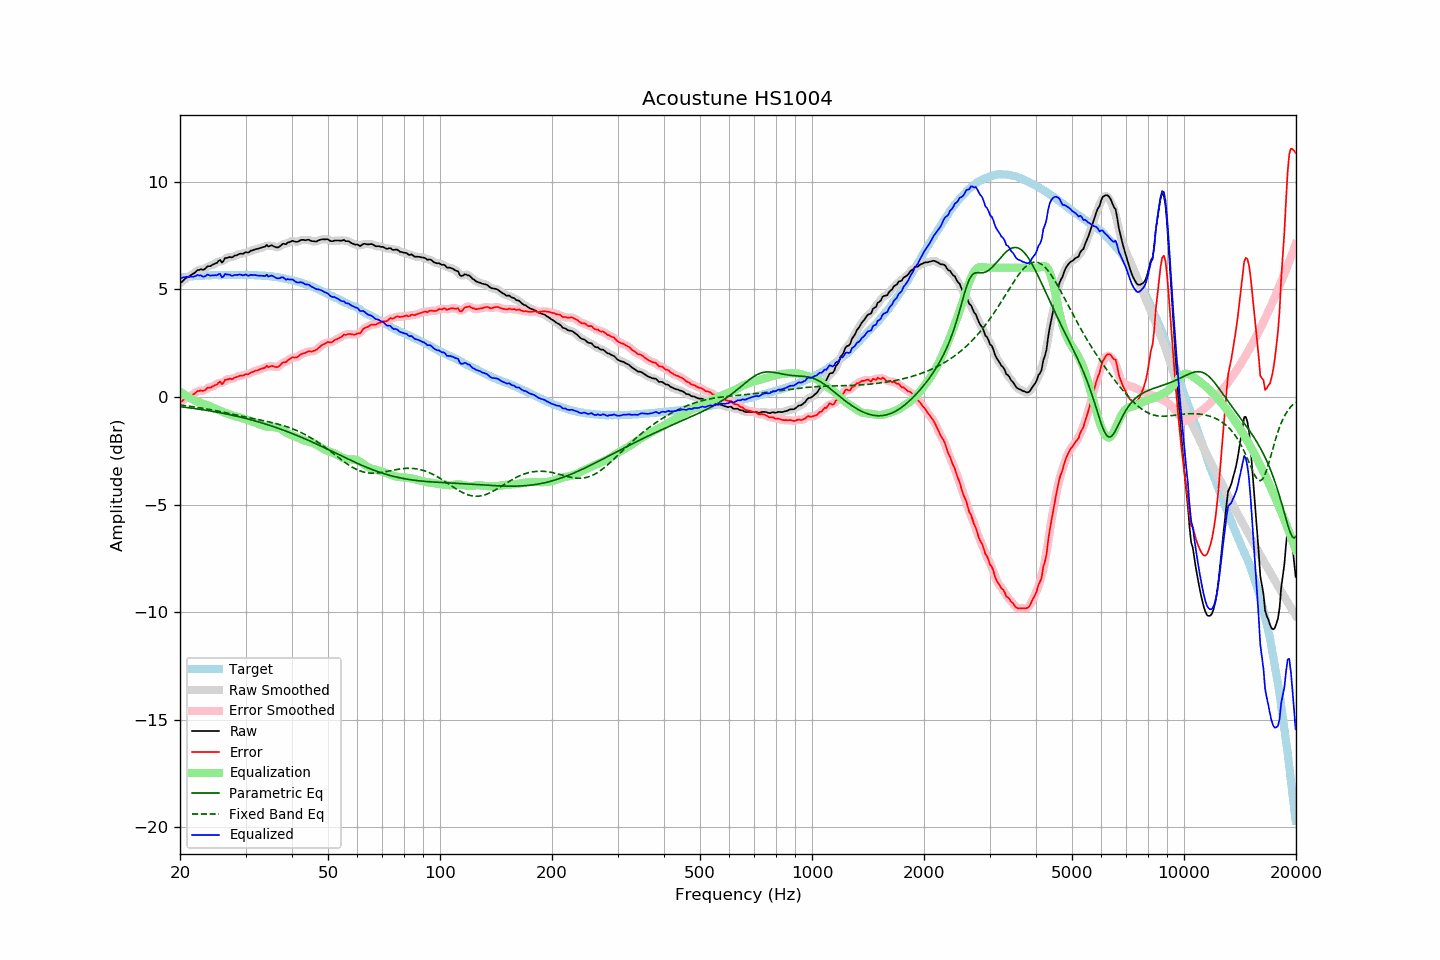 Acoustune HS1004
Amplitude (dBr)
10
5
0
−5
−10
−15
−20
Target
Raw Smoothed
Error Smoothed
Raw
Error
Equalization
Parametric Eq
Fixed Band Eq
Equalized
20 50 100 200 500 1000 2000 5000 10000 20000
Frequency (Hz)